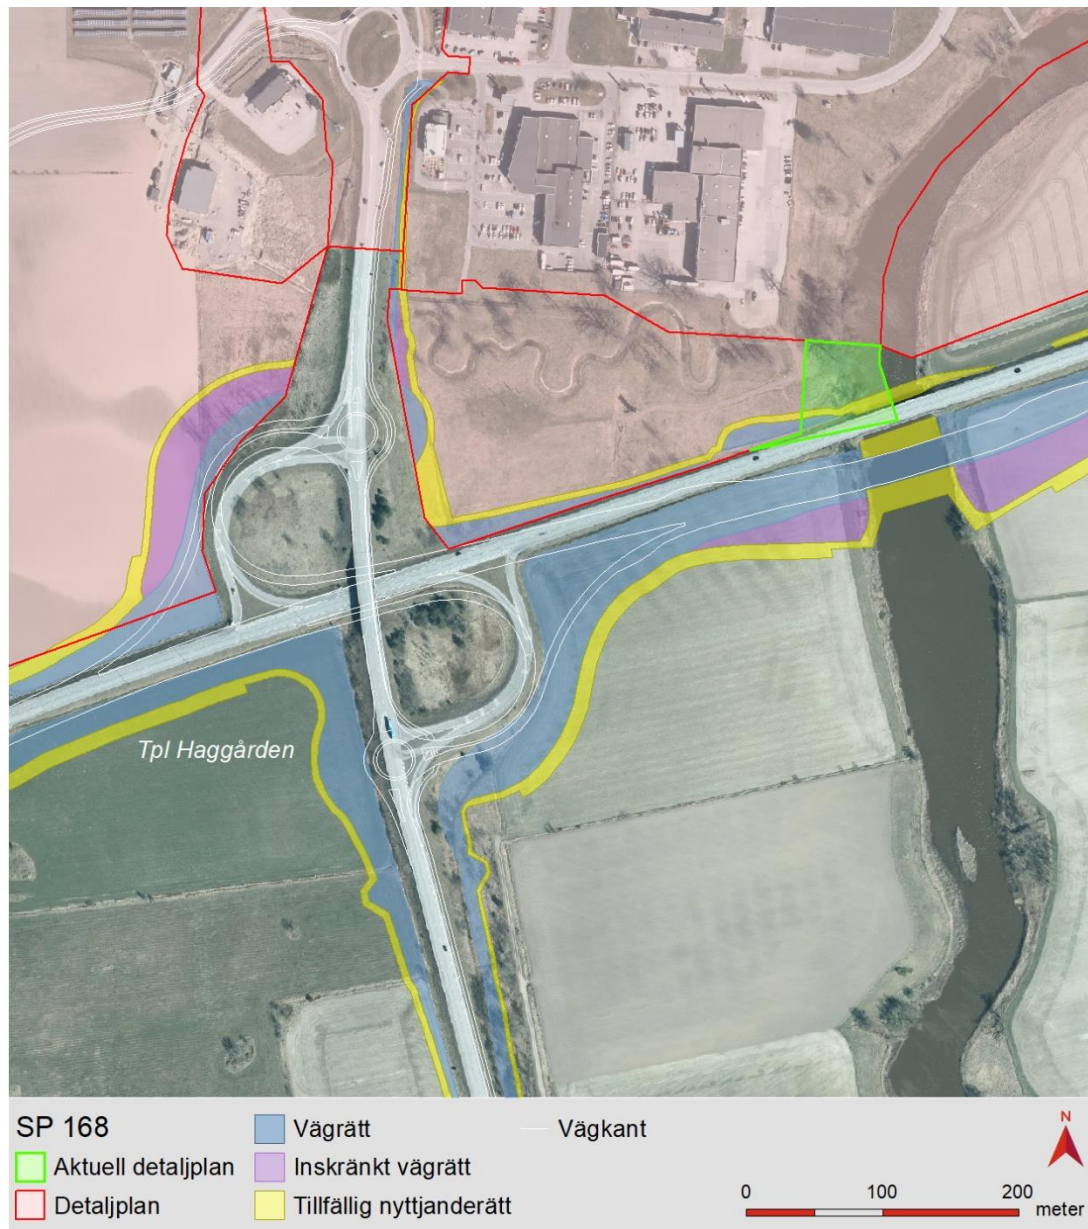 Tpl Haggården
SP 168
Aktuell detaljplan
Detaljplan
Vägrätt
Inskränkt vägrätt
Tillfällig nyttjanderätt
Vägkant
N
0 100 200
meter